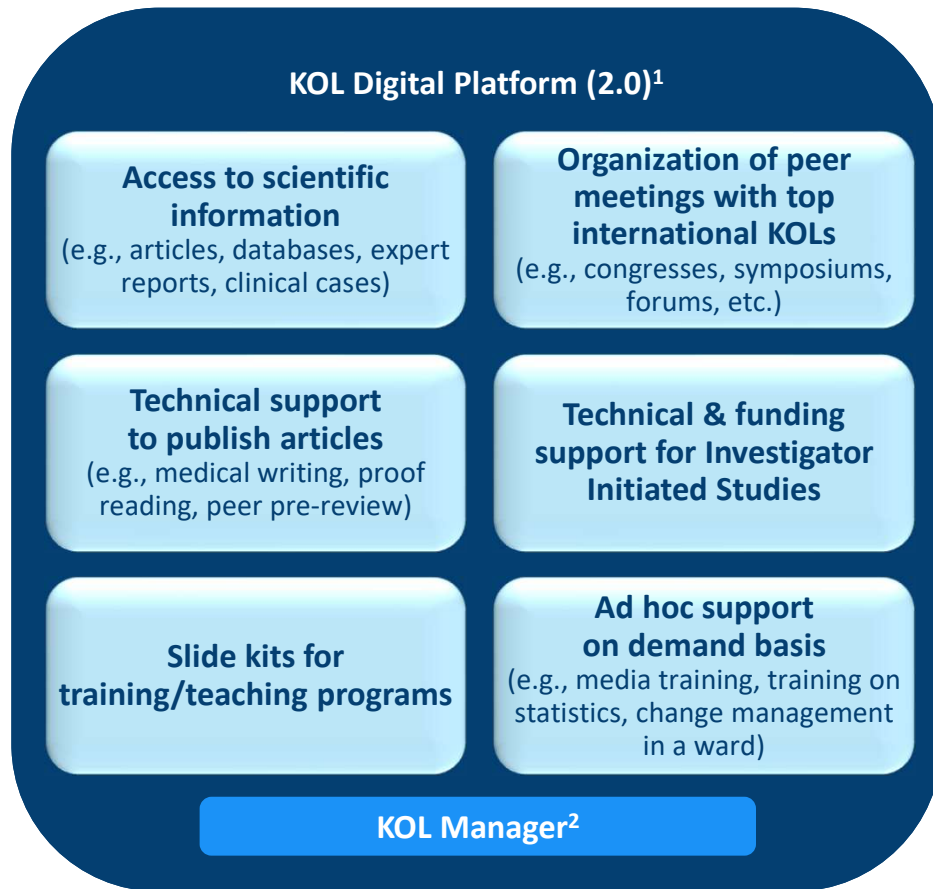 KOL Digital Platform (2.0)¹
Access to scientific
information
(e.g., articles, databases, expert
reports, clinical cases)
Organization of peer
meetings with top
international KOLs
(e.g., congresses, symposiums,
forums, etc.)
Technical support
to publish articles
(e.g., medical writing, proof
reading, peer pre-review)
Technical & funding
support for Investigator
Initiated Studies
Slide kits for
training/teaching programs
Ad hoc support
on demand basis
(e.g., media training, training on
statistics, change management
in a ward)
KOL Manager²